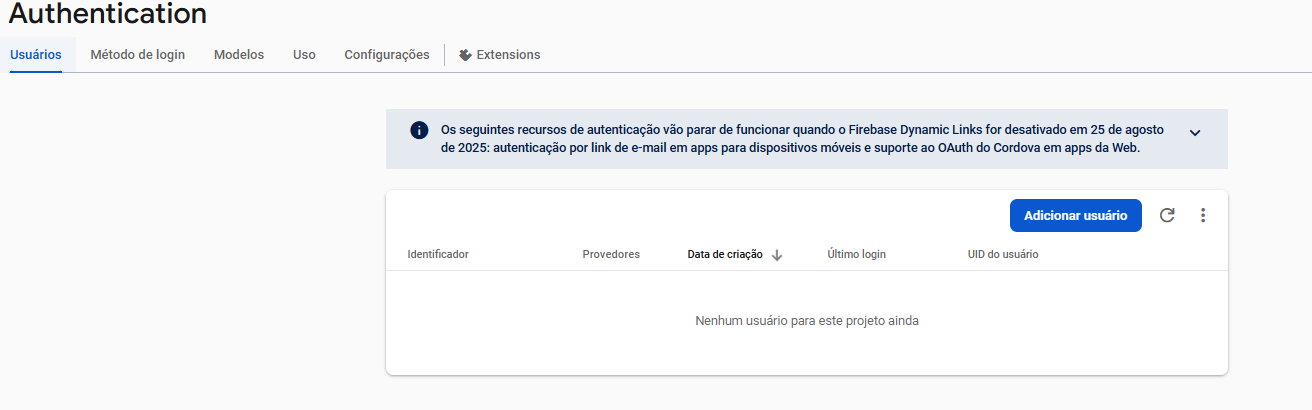 Authentication
Usuários Método de login Modelos Uso Configurações Extensions
Os seguintes recursos de autenticação vão parar de funcionar quando o Firebase Dynamic Links for desativado em 25 de agosto
de 2025: autenticação por link de e-mail em apps para dispositivos móveis e suporte ao OAuth do Cordova em apps da Web.
Adicionar usuário
Identificador Provedores Data de criação Último login UID do usuário
Nenhum usuário para este projeto ainda